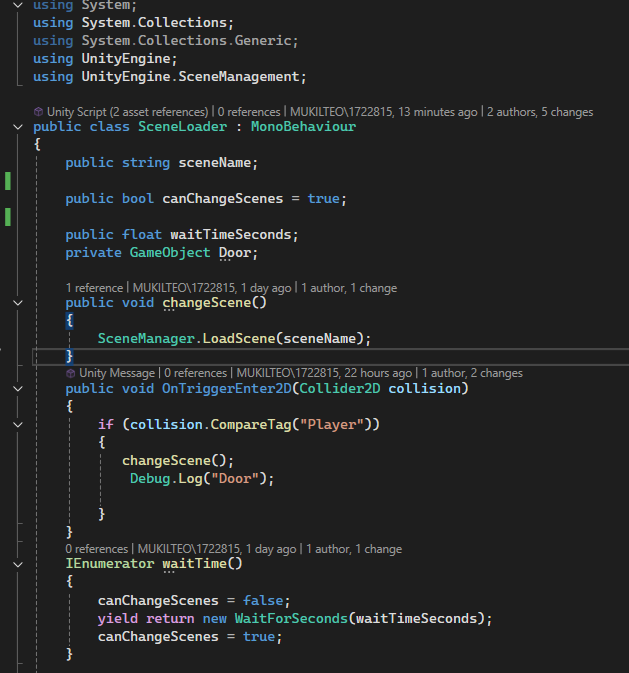 using System;
using System.Collections;
using System.Collections.Generic;
using UnityEngine;
using UnityEngine.SceneManagement;
Unity Script (2 asset references) | 0 references | MUKILTEO\1722815, 13 minutes ago | 2 authors, 5 changes
public class SceneLoader : MonoBehaviour
{
public string sceneName;
public bool canChangeScenes = true;
public float waitTimeSeconds;
private GameObject Door;
1 reference | MUKILTEO\1722815, 1 day ago | 1 author, 1 change
public void changeScene()
{
SceneManager.LoadScene(sceneName);
}
Unity Message | 0 references | MUKILTEO\1722815, 22 hours ago | 1 author, 2 changes
public void OnTriggerEnter2D(Collider2D collision)
{
if (collision.CompareTag("Player"))
{
changeScene();
Debug.Log("Door");
}
}
0 references | MUKILTEO\1722815, 1 day ago | 1 author, 1 change
IEnumerator waitTime()
{
canChangeScenes = false;
yield return new WaitForSeconds(waitTimeSeconds);
canChangeScenes = true;
}